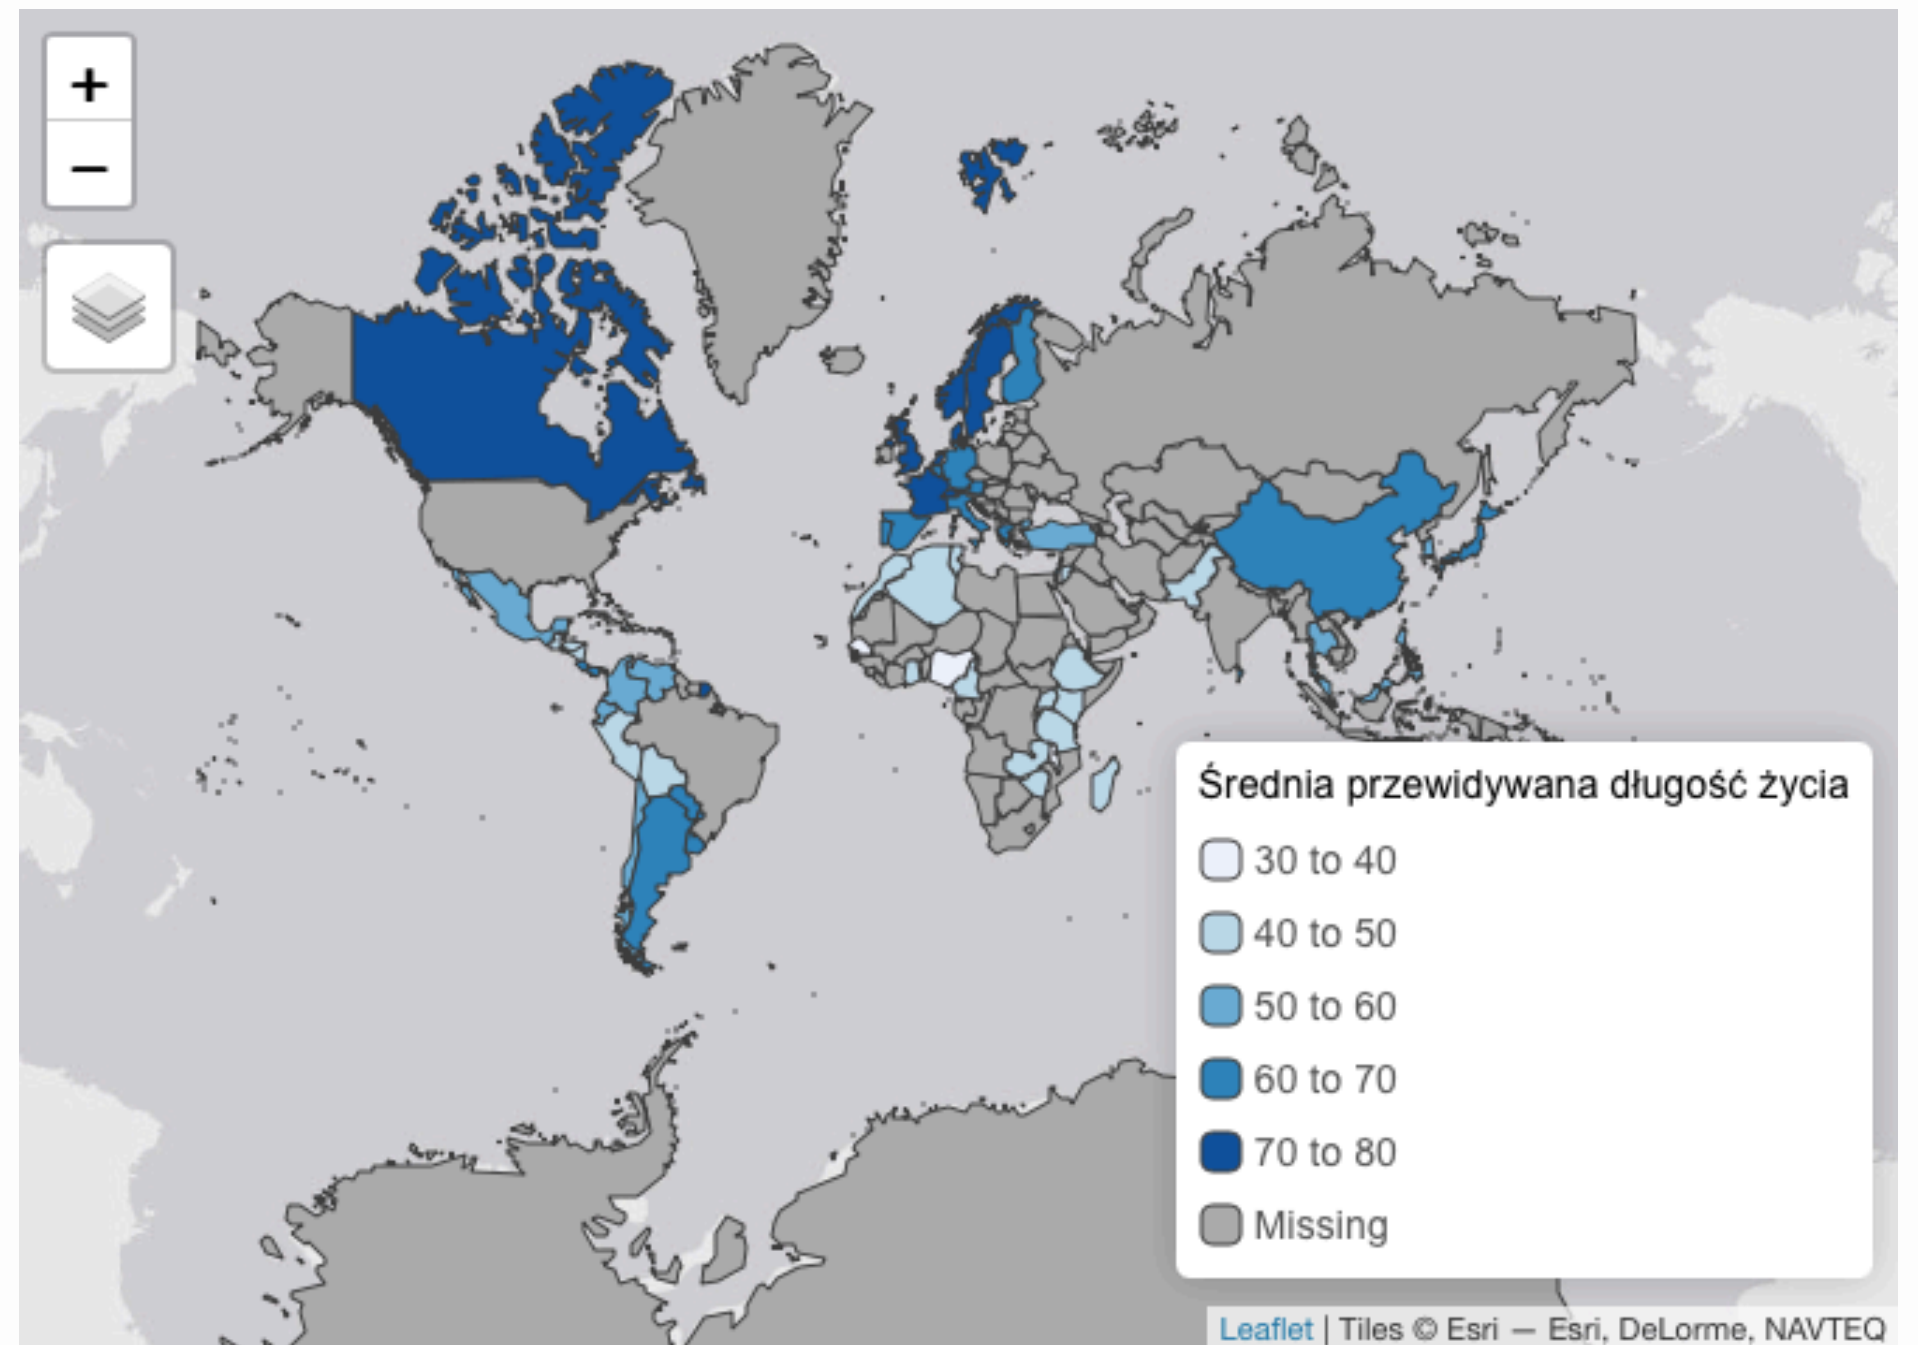 +
−
Średnia przewidywana długość życia
30 to 40
40 to 50
50 to 60
60 to 70
70 to 80
Missing
Leaflet | Tiles © Esri — Esri, DeLorme, NAVTEQ